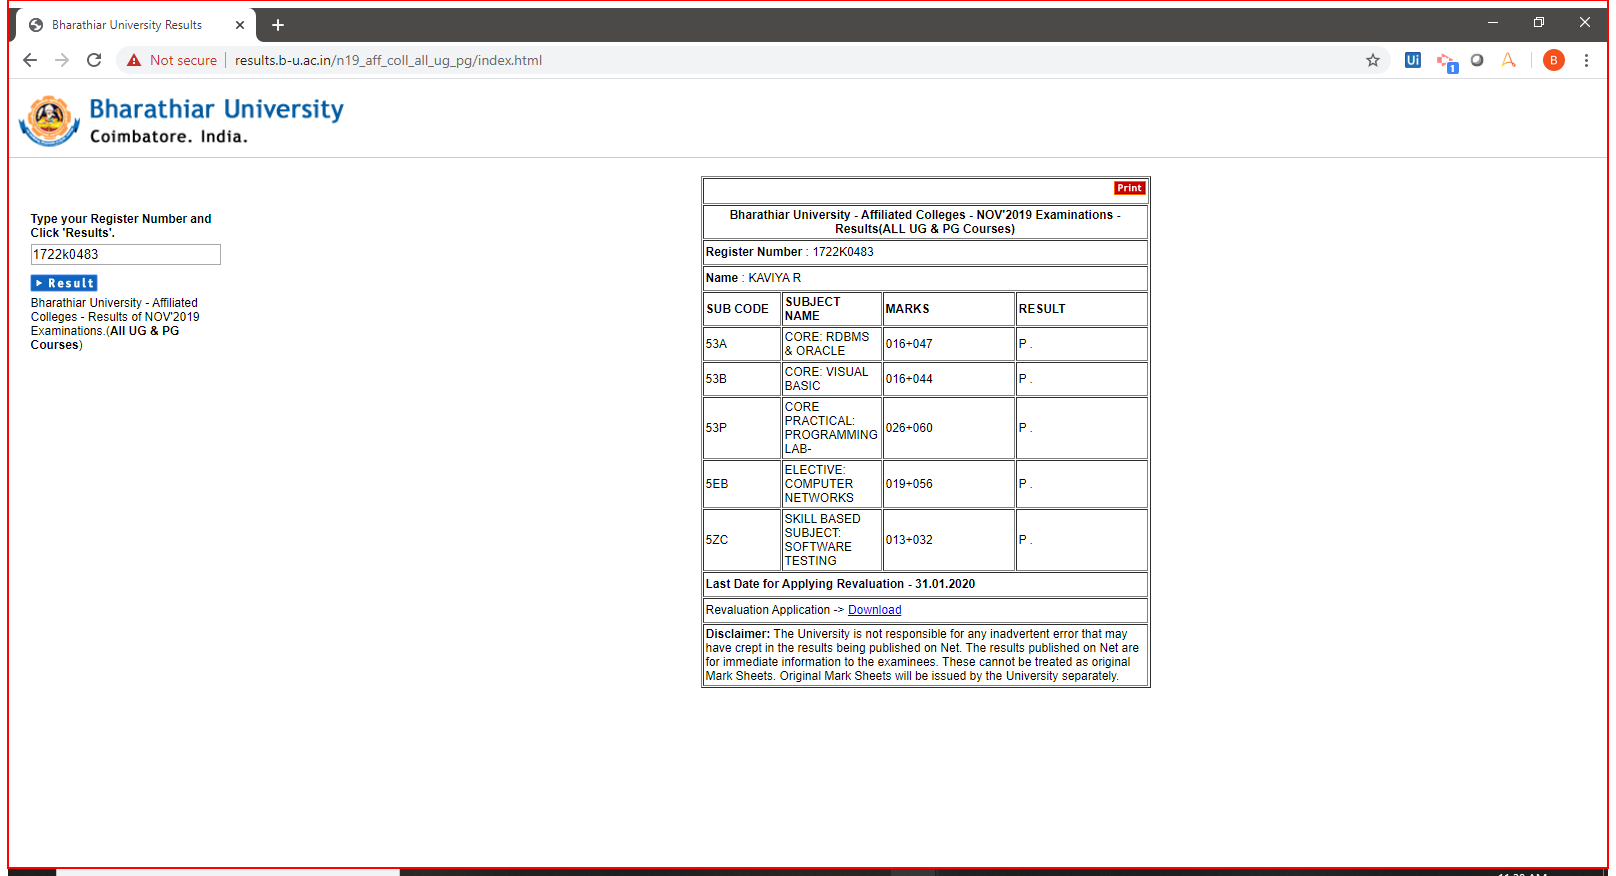 Bharathiar University Results
Not secure
results.b-u.ac.in/n19_aff_coll_all_ug_pg/index.html
Ui
1
B
Bharathiar University
Coimbatore. India.
Type your Register Number and
Click 'Results'.
1722k0483
Result
Bharathiar University - Affiliated
Colleges - Results of NOV'2019
Examinations.(All UG & PG
Courses)
Print
Bharathiar University - Affiliated Colleges - NOV'2019 Examinations -
Results(ALL UG & PG Courses)
Register Number : 1722K0483
Name : KAVIYA R
SUB CODE
SUBJECT
NAME
MARKS
RESULT
53A
CORE: RDBMS
& ORACLE
016+047
P .
53B
CORE: VISUAL
BASIC
016+044
P .
53P
CORE
PRACTICAL:
PROGRAMMING
LAB-
026+060
P .
5EB
ELECTIVE:
COMPUTER
NETWORKS
019+056
P .
5ZC
SKILL BASED
SUBJECT:
SOFTWARE
TESTING
013+032
P .
Last Date for Applying Revaluation - 31.01.2020
Revaluation Application -> Download
Disclaimer: The University is not responsible for any inadvertent error that may
have crept in the results being published on Net. The results published on Net are
for immediate information to the examinees. These cannot be treated as original
Mark Sheets. Original Mark Sheets will be issued by the University separately.